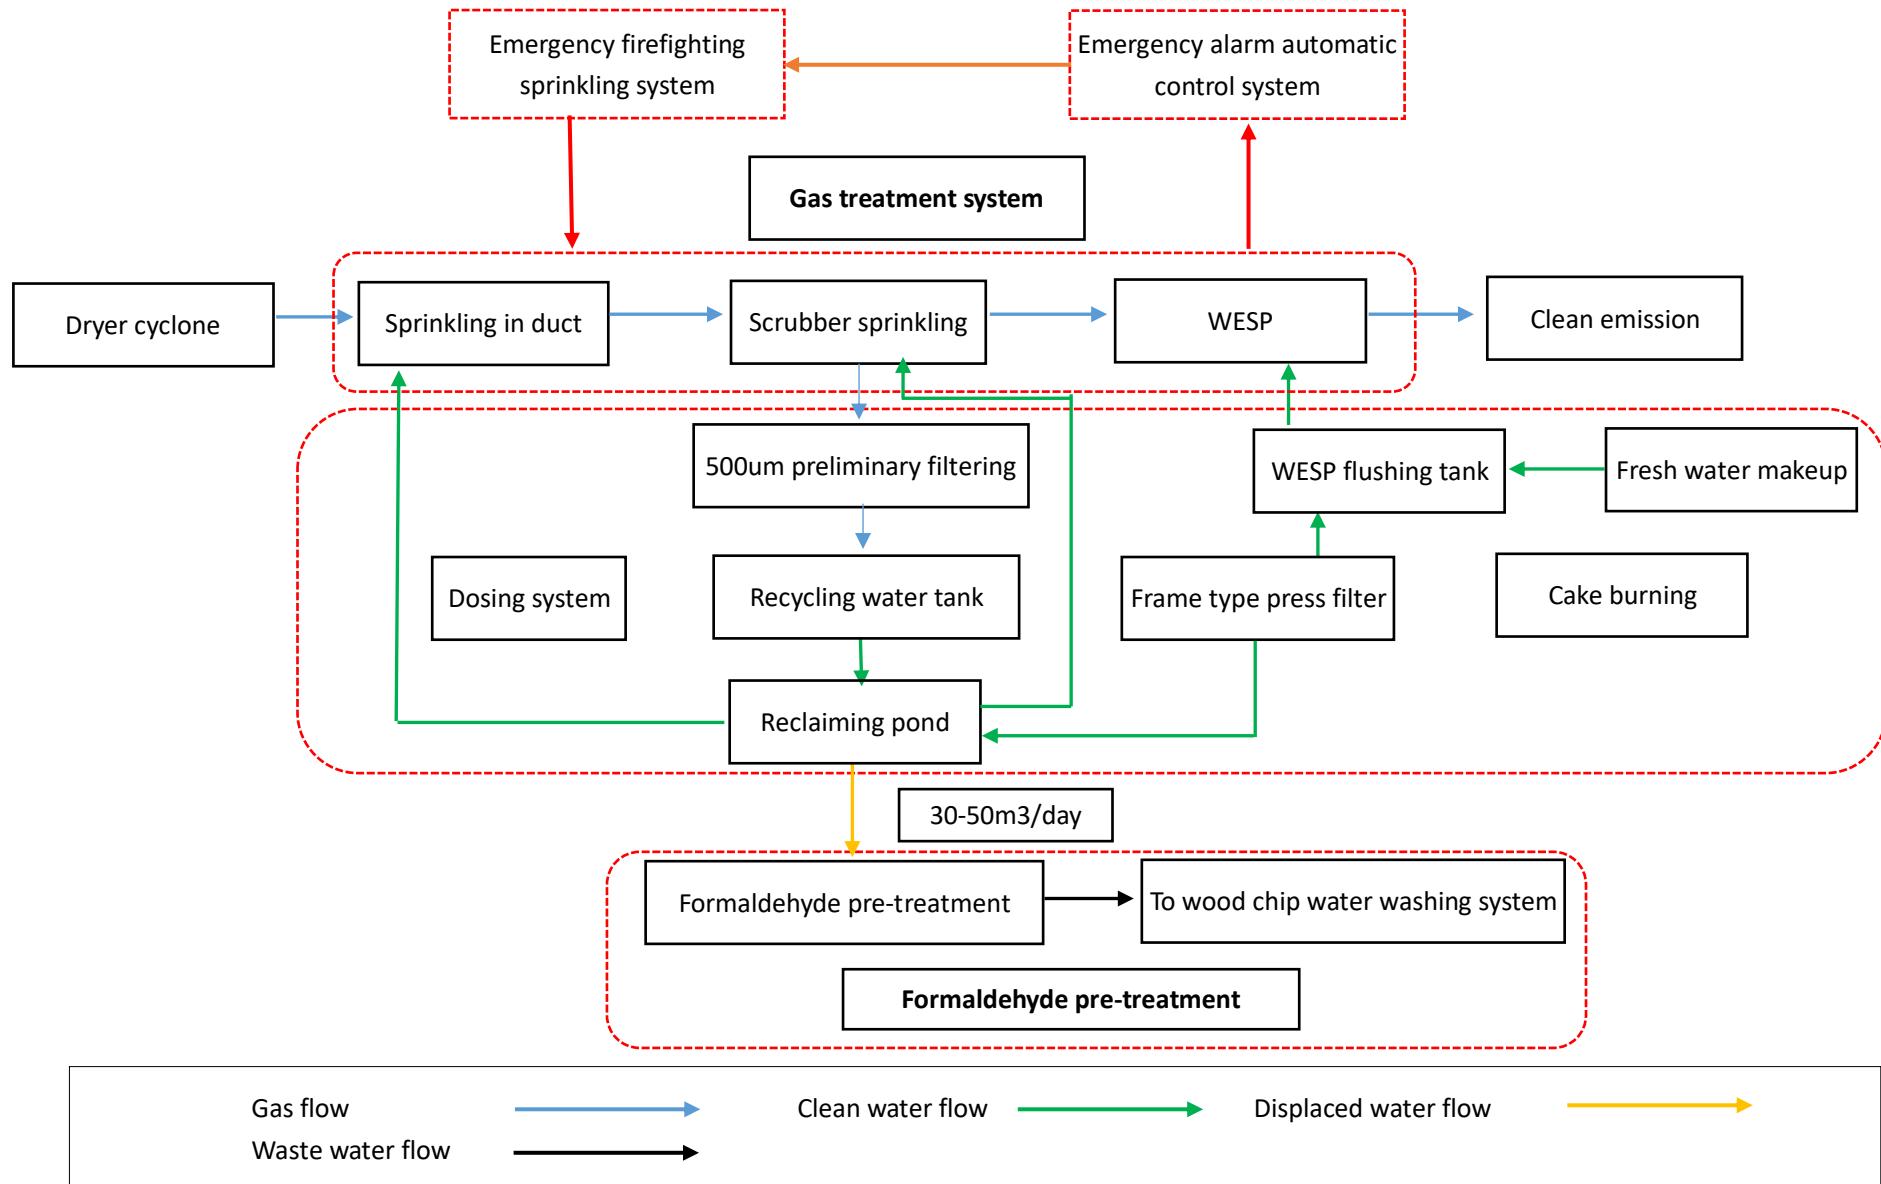 Emergency firefighting
sprinkling system
Emergency alarm automatic
control system
Gas treatment system
Dryer cyclone
Sprinkling in duct
Scrubber sprinkling
WESP
Clean emission
500um preliminary filtering
WESP flushing tank
Fresh water makeup
Dosing system
Recycling water tank
Frame type press filter
Cake burning
Reclaiming pond
30-50m3/day
Formaldehyde pre-treatment
To wood chip water washing system
Formaldehyde pre-treatment
Gas flow
Clean water flow
Displaced water flow
Waste water flow